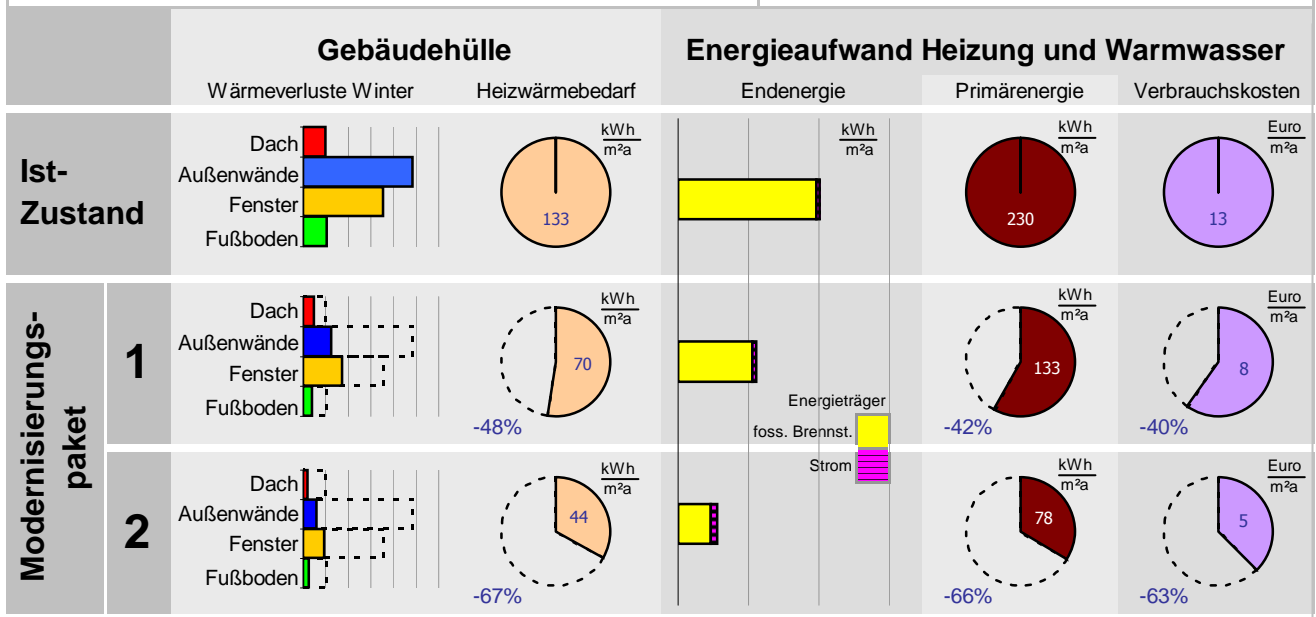 Gebäudehülle
Energieaufwand Heizung und Warmwasser
Wärmeverluste Winter
Heizwärmebedarf
Endenergie
Primärenergie
Verbrauchskosten
Ist-
Zustand
Dach
Außenwände
Fenster
Fußboden
kWh
m²a
133
kWh
m²a
kWh
m²a
230
Euro
m²a
13
Modernisierungs-
paket
1
Dach
Außenwände
Fenster
Fußboden
kWh
m²a
70
-48%
Energieträger
foss. Brennst.
Strom
kWh
m²a
133
-42%
Euro
m²a
8
-40%
2
Dach
Außenwände
Fenster
Fußboden
kWh
m²a
44
-67%
kWh
m²a
78
-66%
Euro
m²a
5
-63%